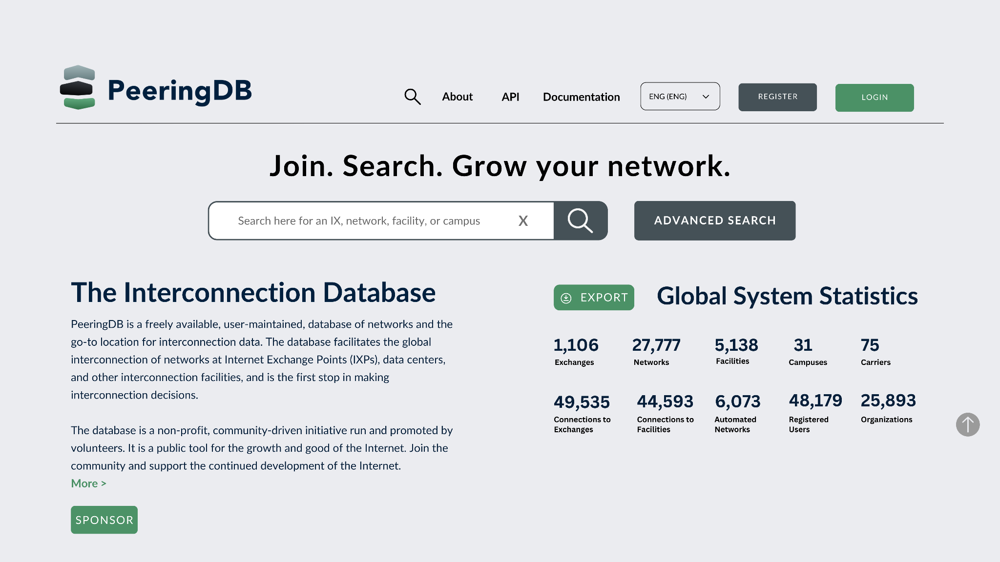 PeeringDB
About
API
Documentation
ENG (ENG)
REGISTER
LOGIN
Join. Search. Grow your network.
Search here for an IX, network, facility, or campus
X
ADVANCED SEARCH
The Interconnection Database
PeeringDB is a freely available, user-maintained, database of networks and the
go-to location for interconnection data. The database facilitates the global
interconnection of networks at Internet Exchange Points (IXPs), data centers,
and other interconnection facilities, and is the first stop in making
interconnection decisions.
The database is a non-profit, community-driven initiative run and promoted by
volunteers. It is a public tool for the growth and good of the Internet. Join the
community and support the continued development of the Internet.
More >
SPONSOR
EXPORT
Global System Statistics
1,106
Exchanges
27,777
Networks
5,138
Facilities
31
Campuses
75
Carriers
49,535
Connections to
Exchanges
44,593
Connections to
Facilities
6,073
Automated
Networks
48,179
Registered
Users
25,893
Organizations